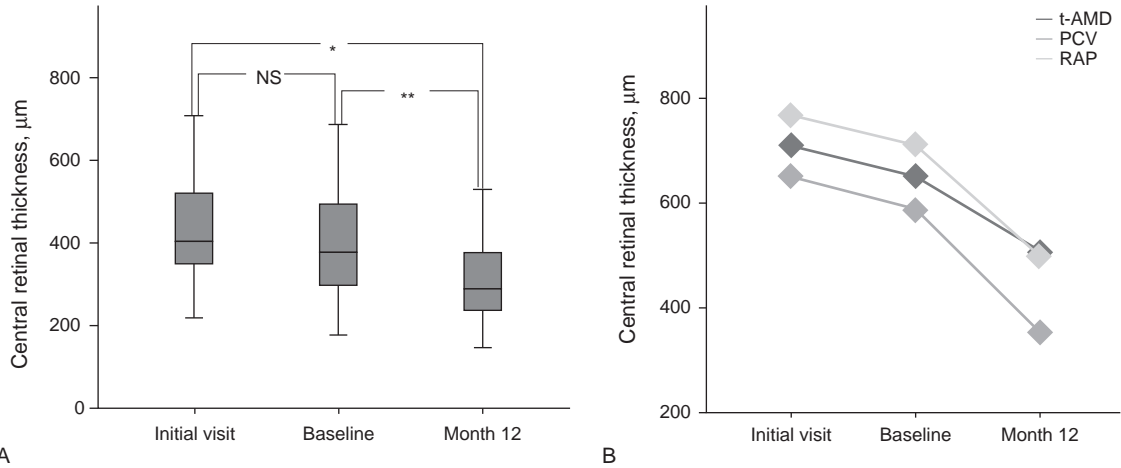 Central retinal thickness, μm
800
600
400
200
0
*
NS
**
Initial visit Baseline Month 12
A
Central retinal thickness, μm
800
600
400
200
t-AMD
PCV
RAP
Initial visit Baseline Month 12
B